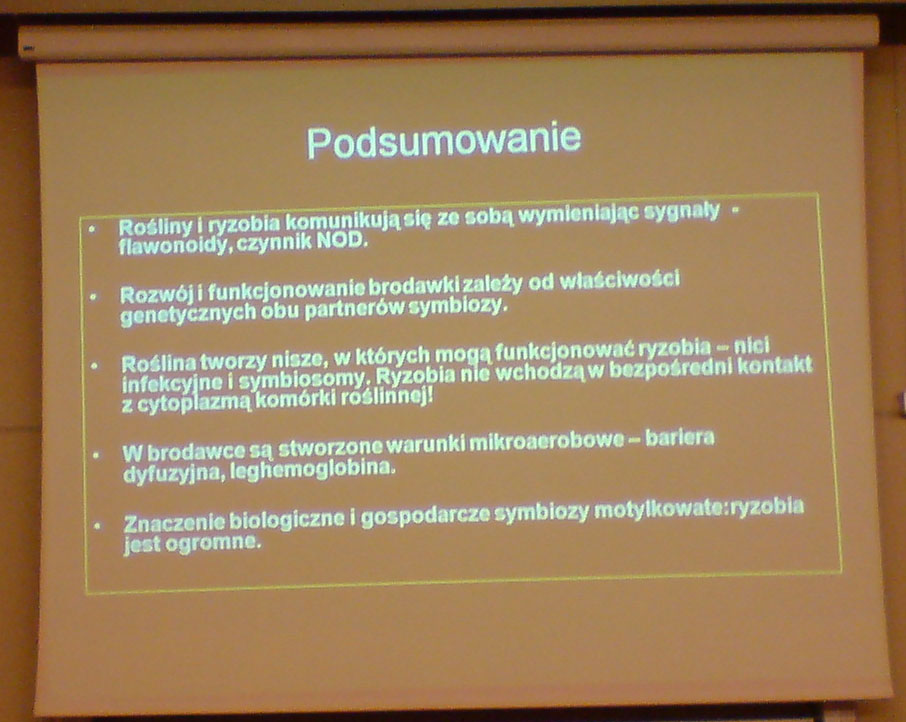 Podsumowanie
• Rośliny i ryzobia komunikują się ze sobą wymieniając sygnały •
flawonoidy, czynnik NOD.
• Rozwój i funkcjonowanie brodawki zależy od właściwości
genetycznych obu partnerów symbiozy.
• Roślina tworzy nisze, w których mogą funkcjonować ryzobia – nici
infekcyjne i symbiosomy. Ryzobia nie wchodzą w bezpośredni kontakt
z cytoplazmą komórki roślinnej!
• W brodawce są stworzone warunki mikroaerobowe – bariera
dyfuzyjna, leghemoglobina.
• Znaczenie biologiczne i gospodarcze symbiozy motylkowate:ryzobia
jest ogromne.